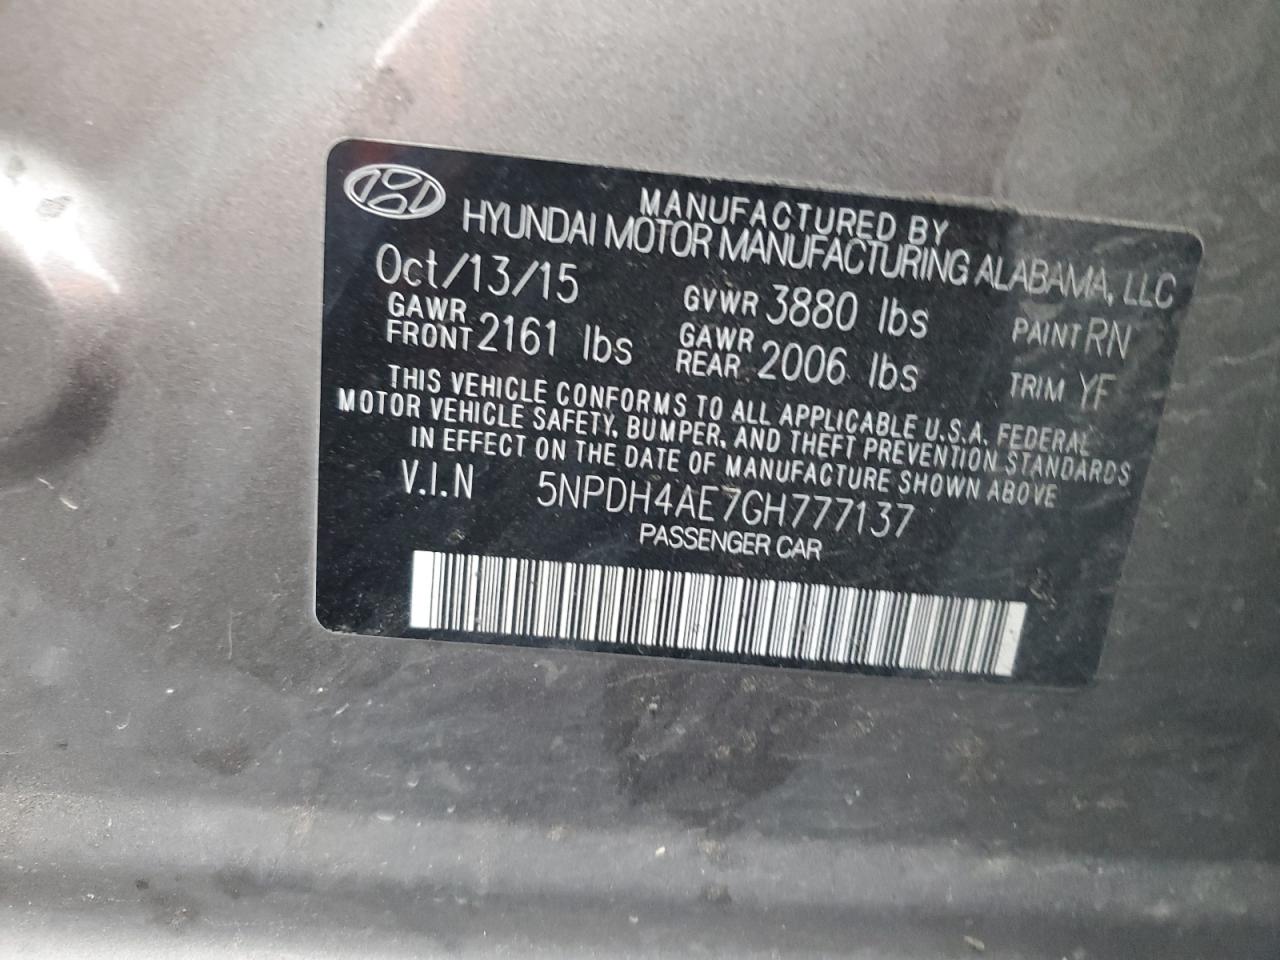 MANUFACTURED BY
HYUNDAI MOTOR MANUFACTURING ALABAMA, LLC
Oct/13/15 GVWR 3880 lbs PAINT RN
GAWR FRONT 2161 lbs GAWR REAR 2006 lbs TRIM YF
THIS VEHICLE CONFORMS TO ALL APPLICABLE U.S.A. FEDERAL
MOTOR VEHICLE SAFETY, BUMPER, AND THEFT PREVENTION STANDARDS
IN EFFECT ON THE DATE OF MANUFACTURE SHOWN ABOVE
V.I.N 5NPDH4AE7GH777137
PASSENGER CAR